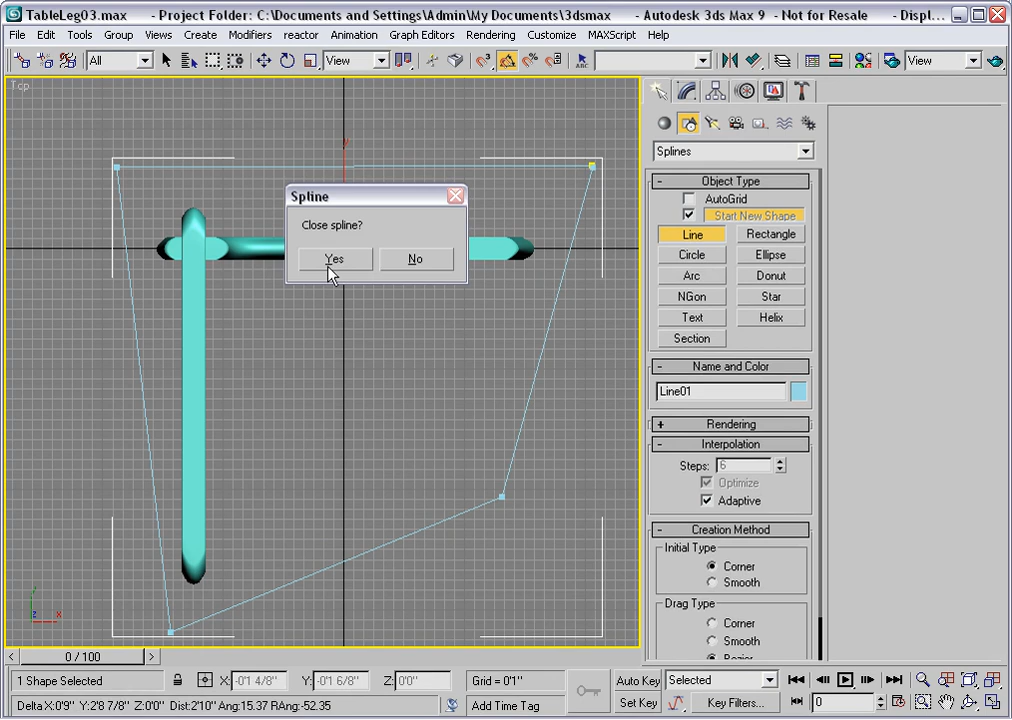 TableLeg03.max - Project Folder: C:\Documents and Settings\Admin\My Documents\3dsmax - Autodesk 3ds Max 9 - Not for Resale - Displ...
File Edit Tools Group Views Create Modifiers reactor Animation Graph Editors Rendering Customize MAXScript Help
All View View
Top
y
Splines
- Object Type
AutoGrid
Start New Shape
Line Rectangle
Circle Ellipse
Arc Donut
NGon Star
Text Helix
Section
- Name and Color
Line01
+ Rendering
- Interpolation
Steps: 6
Optimize
Adaptive
- Creation Method
Initial Type
Corner
Smooth
Drag Type
Corner
Smooth
Bezier
Spline
Close spline?
Yes No
y
z x
< 0 / 100 >
1 Shape Selected X: -0'1 4/8" Y: -0'1 6/8" Z: 0'0" Grid = 0'1" Auto Key Selected
Delta X:0'9" Y:2'8 7/8" Z:0'0" Dist:2'10" Ang:15.37 RAng:-52.35 Add Time Tag Set Key Key Filters... 0